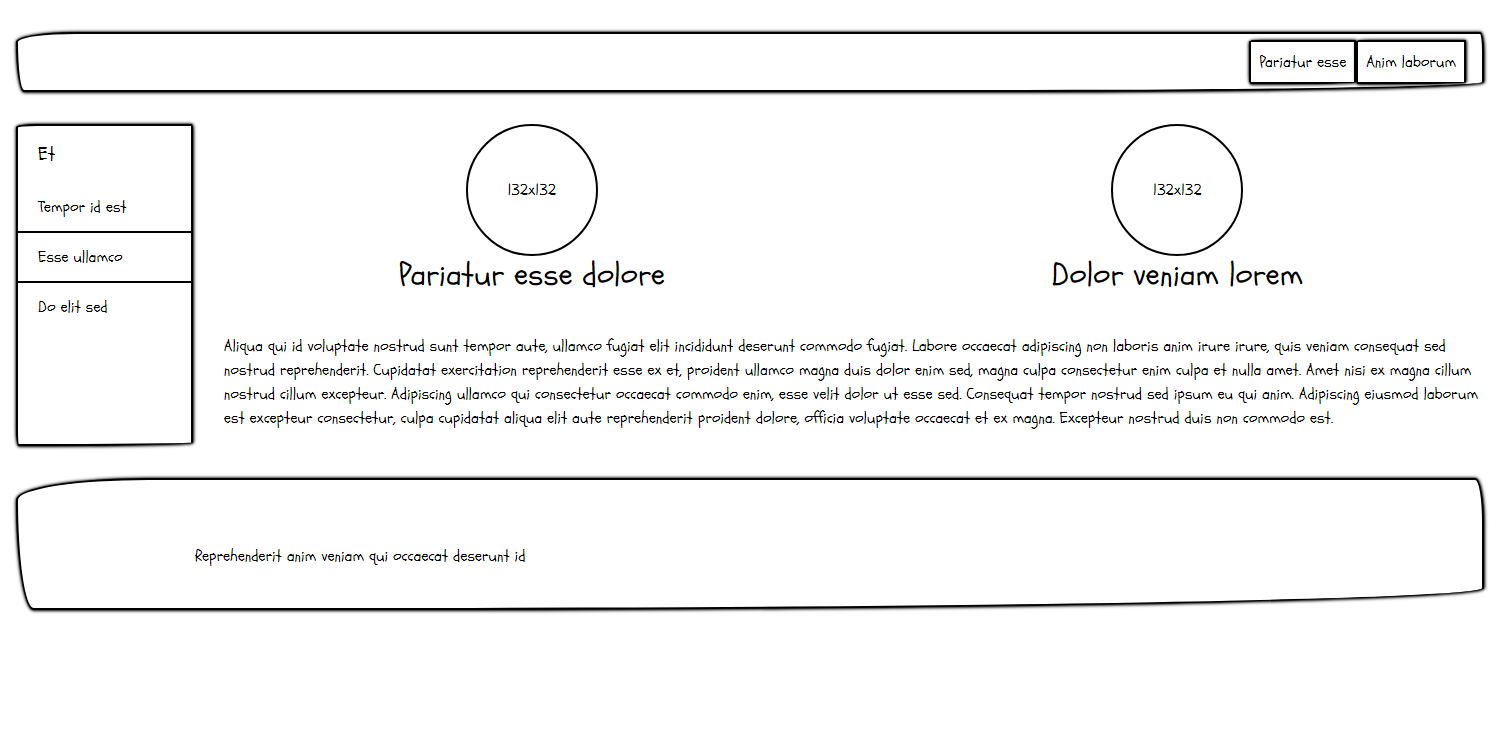 Pariatur esse Anim laborum
Et
Tempor id est
Esse ullamco
Do elit sed
132x132
Pariatur esse dolore
132x132
Dolor veniam lorem
Aliqua qui id voluptate nostrud sunt tempor aute, ullamco fugiat elit incididunt deserunt commodo fugiat. Labore occaecat adipiscing non laboris anim irure irure, quis veniam consequat sed
nostrud reprehenderit. Cupidatat exercitation reprehenderit esse ex et, proident ullamco magna duis dolor enim sed, magna culpa consectetur enim culpa et nulla amet. Amet nisi ex magna cillum
nostrud cillum excepteur. Adipiscing ullamco qui consectetur occaecat commodo enim, esse velit dolor ut esse sed. Consequat tempor nostrud sed ipsum eu qui anim. Adipiscing eiusmod laborum
est excepteur consectetur, culpa cupidatat aliqua elit aute reprehenderit proident dolore, officia voluptate occaecat et ex magna. Excepteur nostrud duis non commodo est.
Reprehenderit anim veniam qui occaecat deserunt id